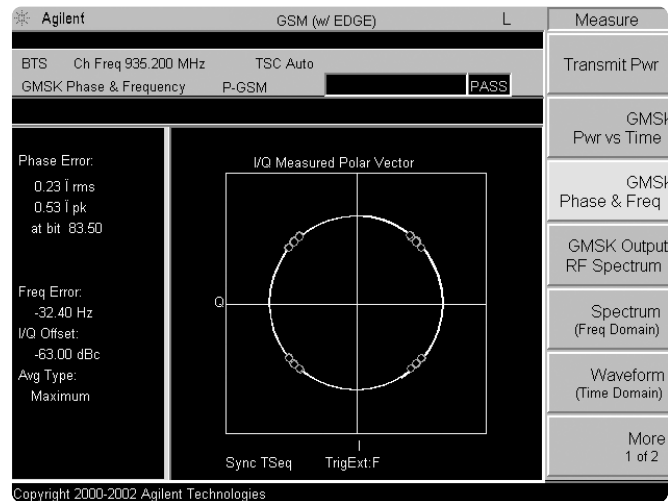 Agilent GSM (w/ EDGE) L Measure
BTS Ch Freq 935.200 MHz TSC Auto
GMSK Phase & Frequency P-GSM PASS
Transmit Pwr
GMSK
Pwr vs Time
GMSK
Phase & Freq
GMSK Output
RF Spectrum
Spectrum
(Freq Domain)
Waveform
(Time Domain)
More
1 of 2
Phase Error:
0.23 Ï rms
0.53 Ï pk
at bit 83.50
Freq Error:
-32.40 Hz
I/Q Offset:
-63.00 dBc
Avg Type:
Maximum
I/Q Measured Polar Vector
Q
I
Sync TSeq TrigExt:F
Copyright 2000-2002 Agilent Technologies